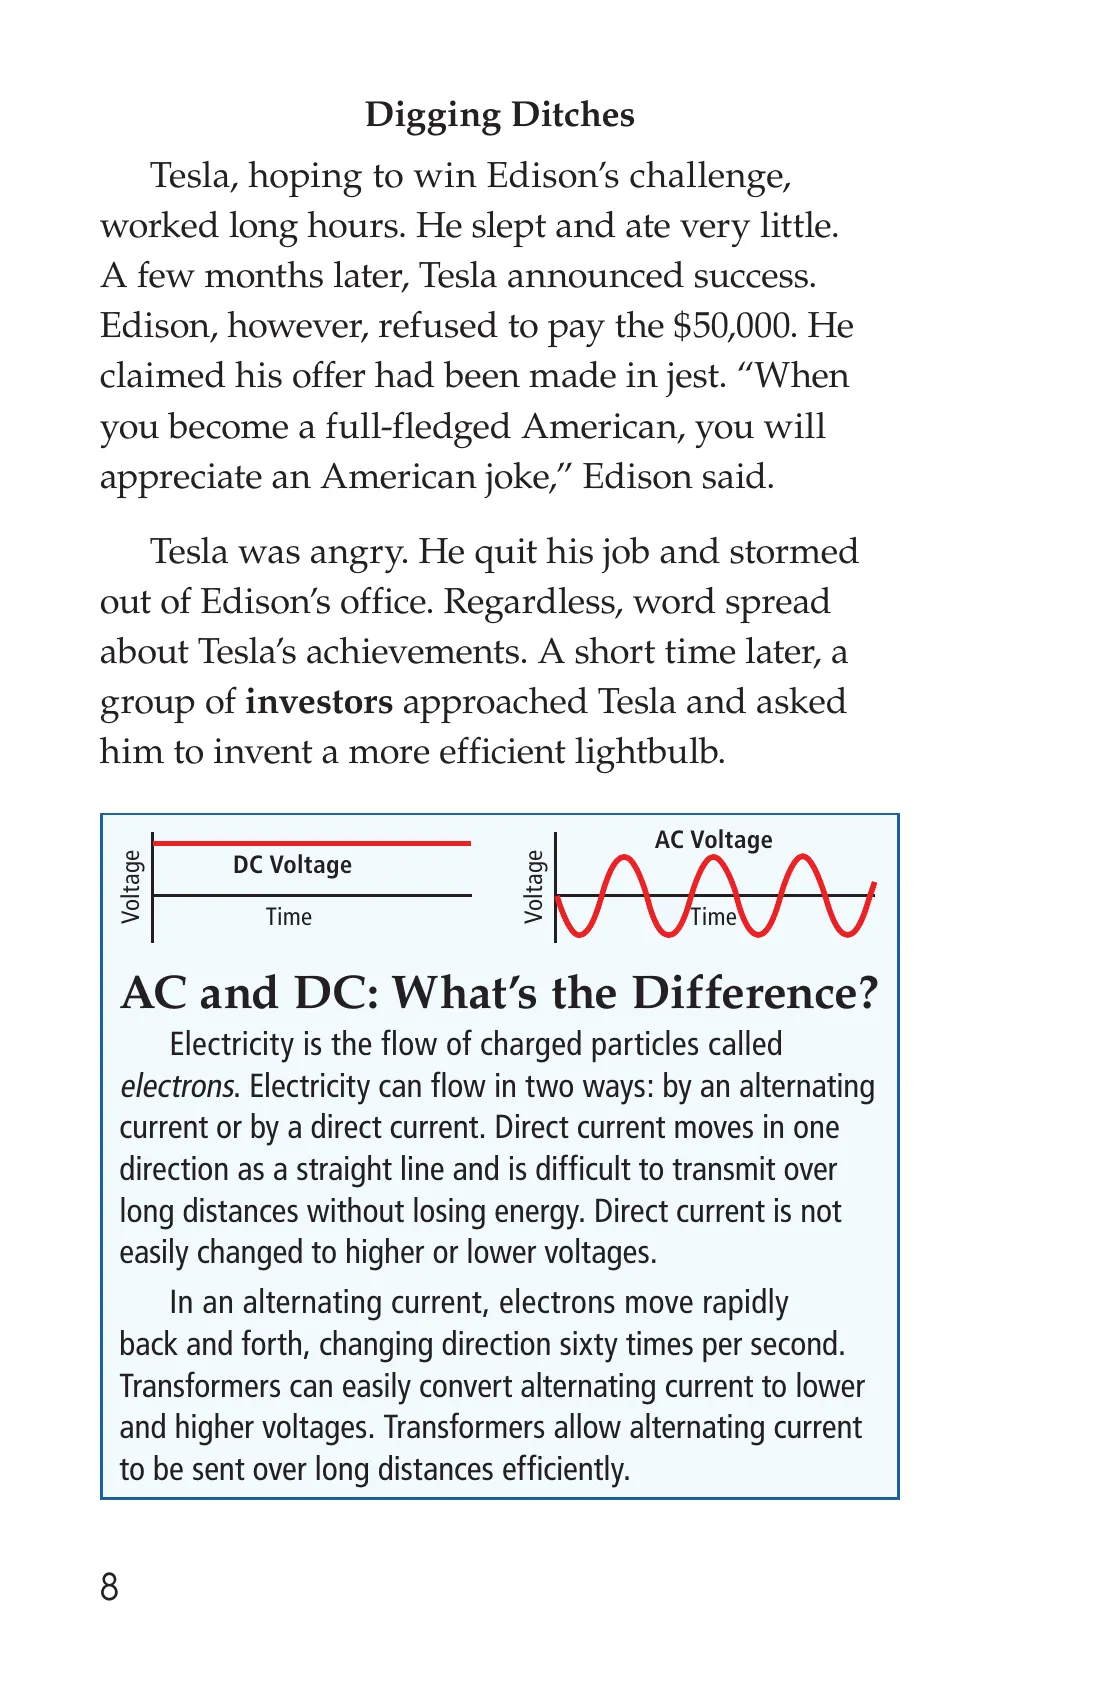 Digging Ditches
Tesla, hoping to win Edison’s challenge,
worked long hours. He slept and ate very little.
A few months later, Tesla announced success.
Edison, however, refused to pay the $50,000. He
claimed his offer had been made in jest. “When
you become a full-fledged American, you will
appreciate an American joke,” Edison said.
Tesla was angry. He quit his job and stormed
out of Edison’s office. Regardless, word spread
about Tesla’s achievements. A short time later, a
group of investors approached Tesla and asked
him to invent a more efficient lightbulb.
Voltage
DC Voltage
Time
Voltage
AC Voltage
Time
AC and DC: What’s the Difference?
Electricity is the flow of charged particles called
electrons. Electricity can flow in two ways: by an alternating
current or by a direct current. Direct current moves in one
direction as a straight line and is difficult to transmit over
long distances without losing energy. Direct current is not
easily changed to higher or lower voltages.
In an alternating current, electrons move rapidly
back and forth, changing direction sixty times per second.
Transformers can easily convert alternating current to lower
and higher voltages. Transformers allow alternating current
to be sent over long distances efficiently.
8